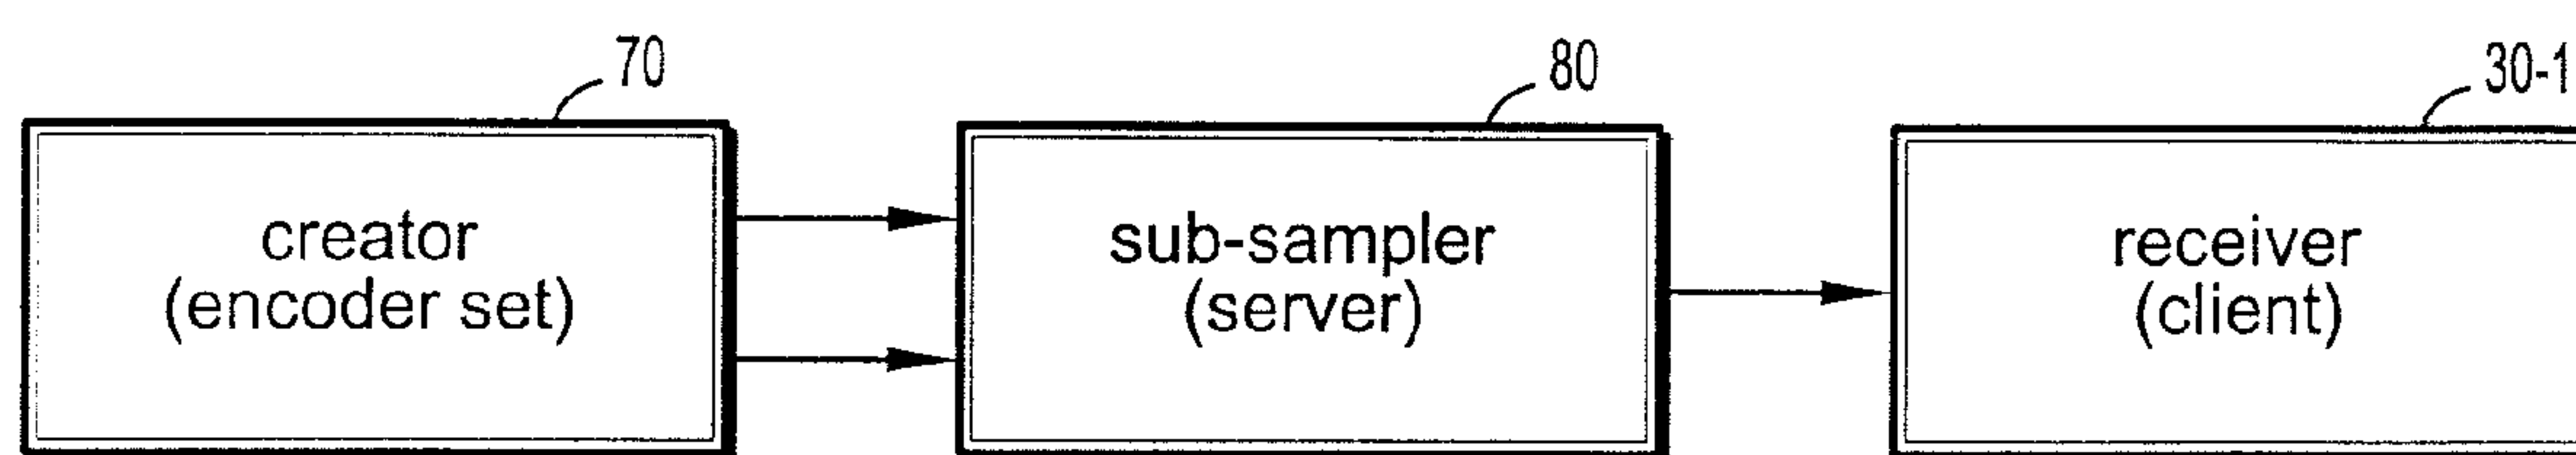 70
80
30-1
creator
(encoder set)
sub-sampler
(server)
receiver
(client)